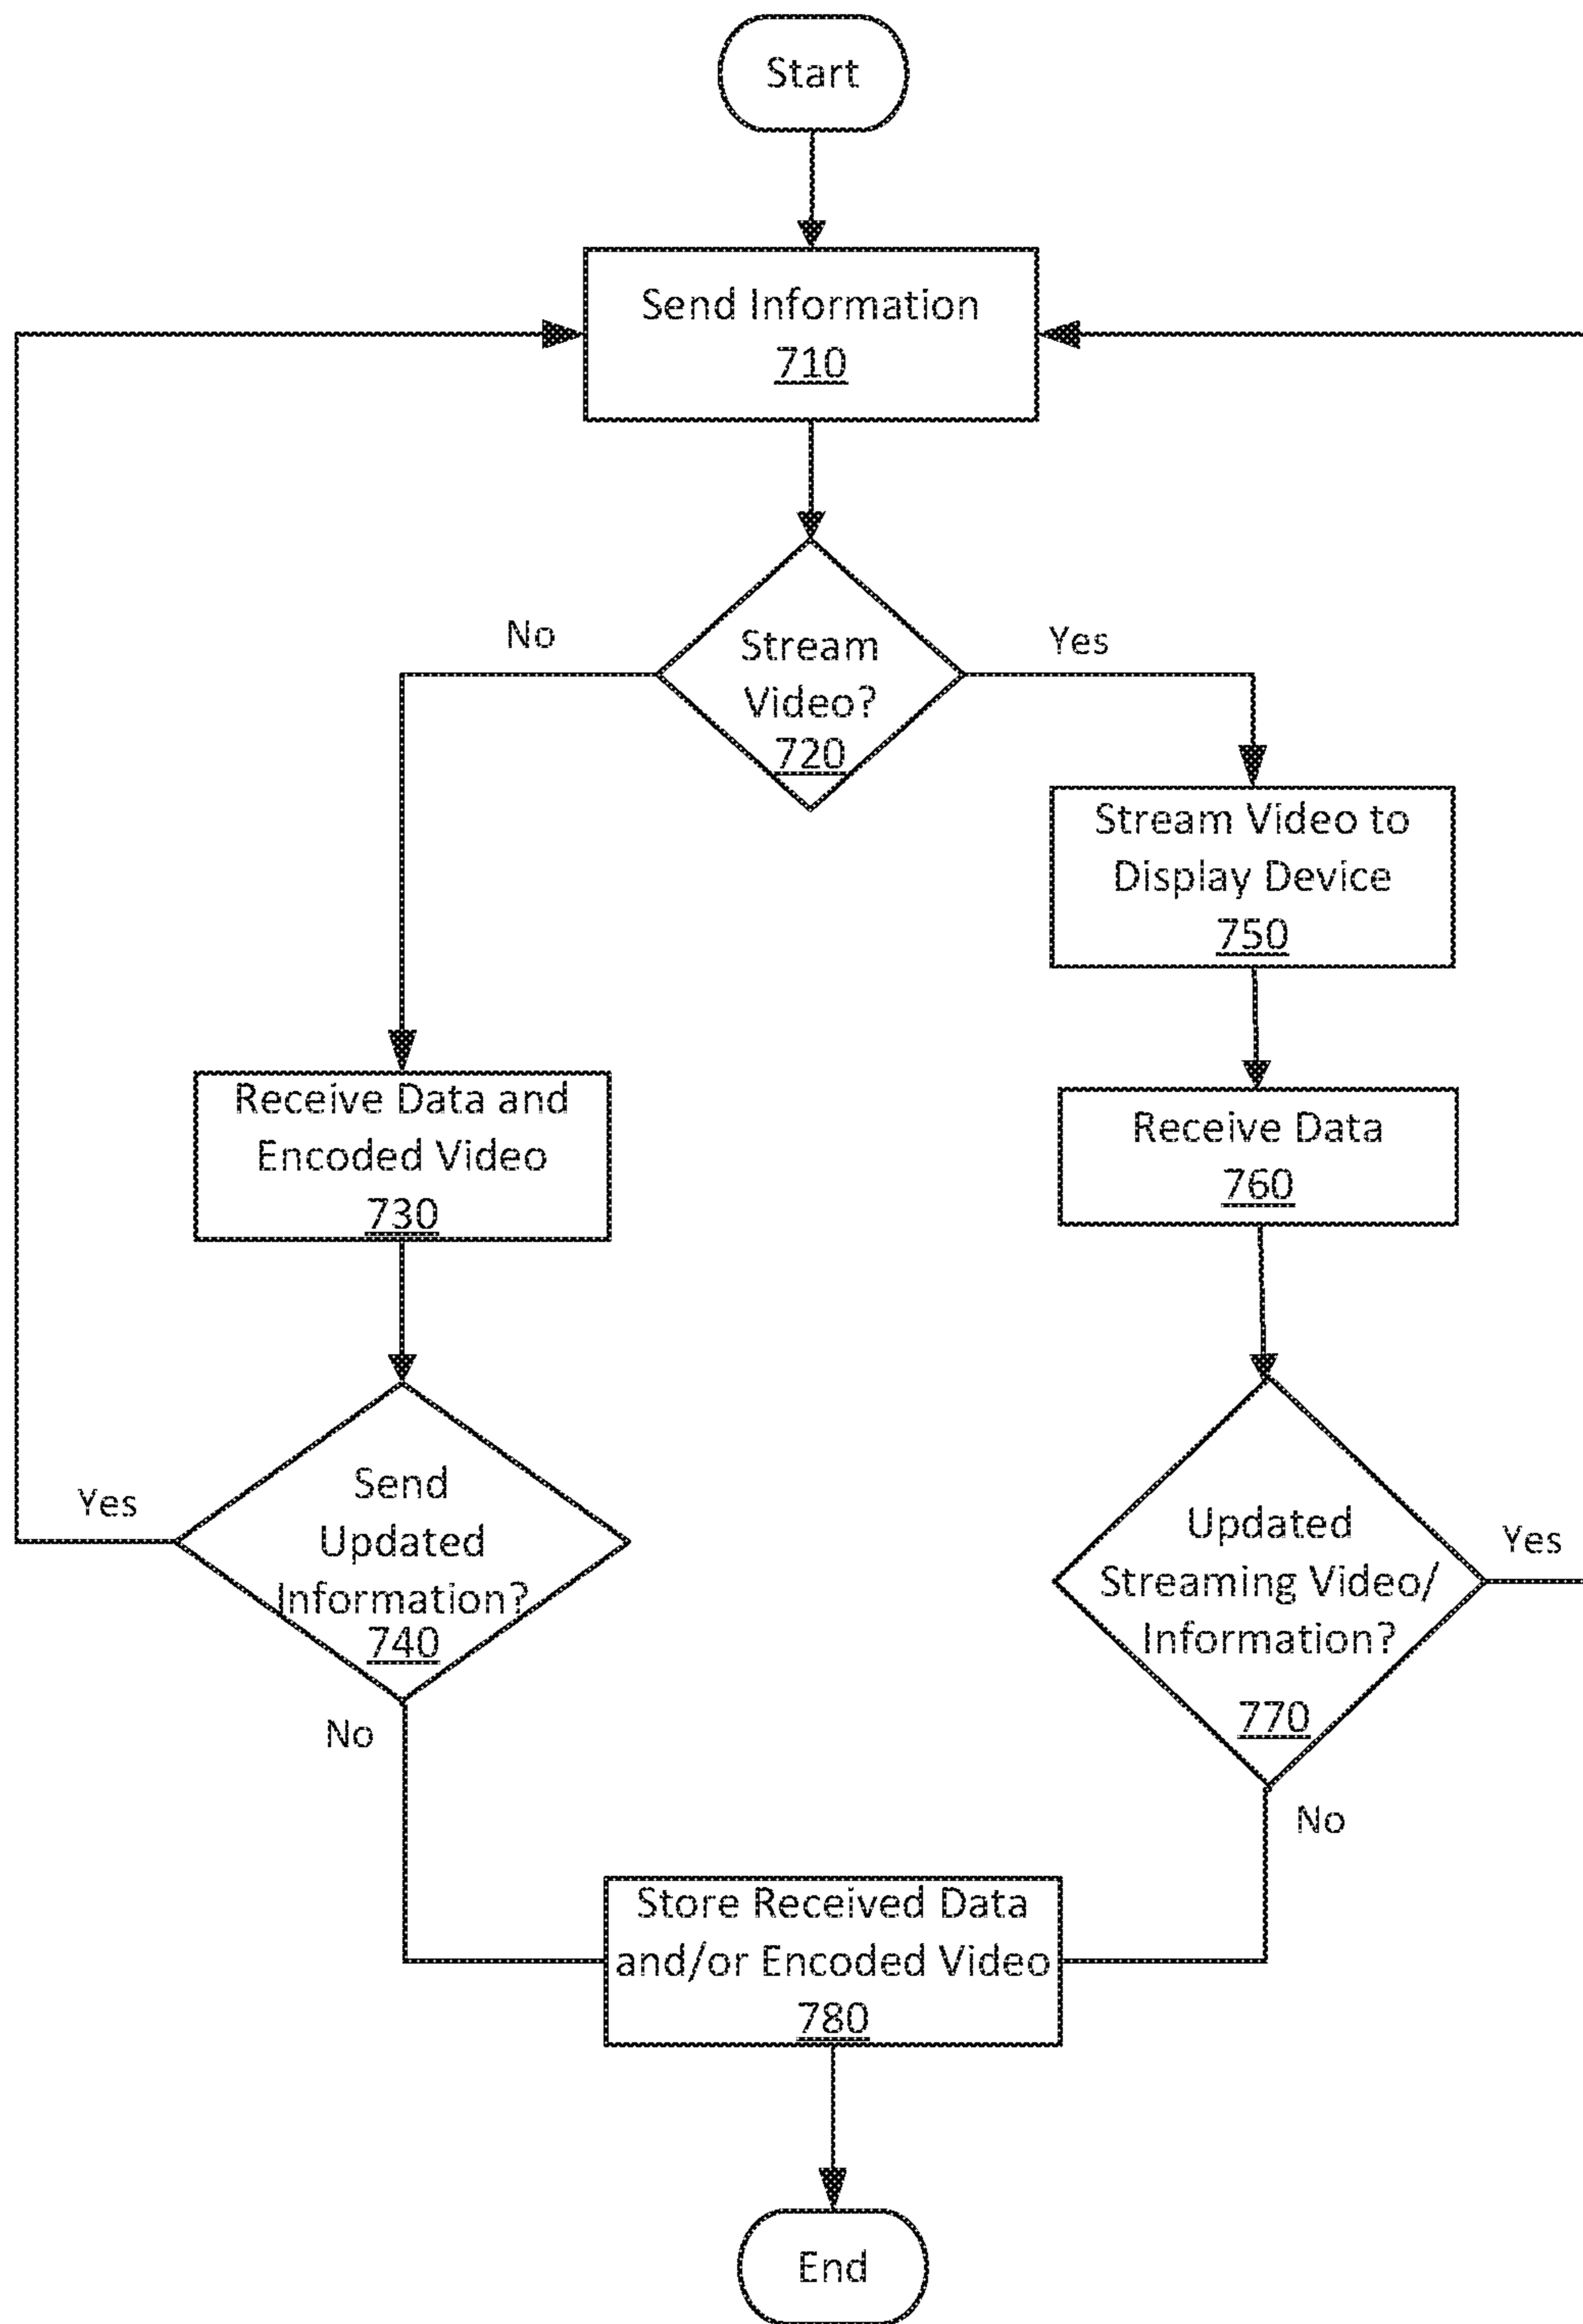 Start
Send Information
710
No
Yes
Stream
Video?
720
Stream Video to
Display Device
750
Receive Data and
Encoded Video
730
Receive Data
760
Yes
Send
Updated
Information?
740
No
Updated
Streaming Video/
Information?
770
Yes
No
Store Received Data
and/or Encoded Video
780
End